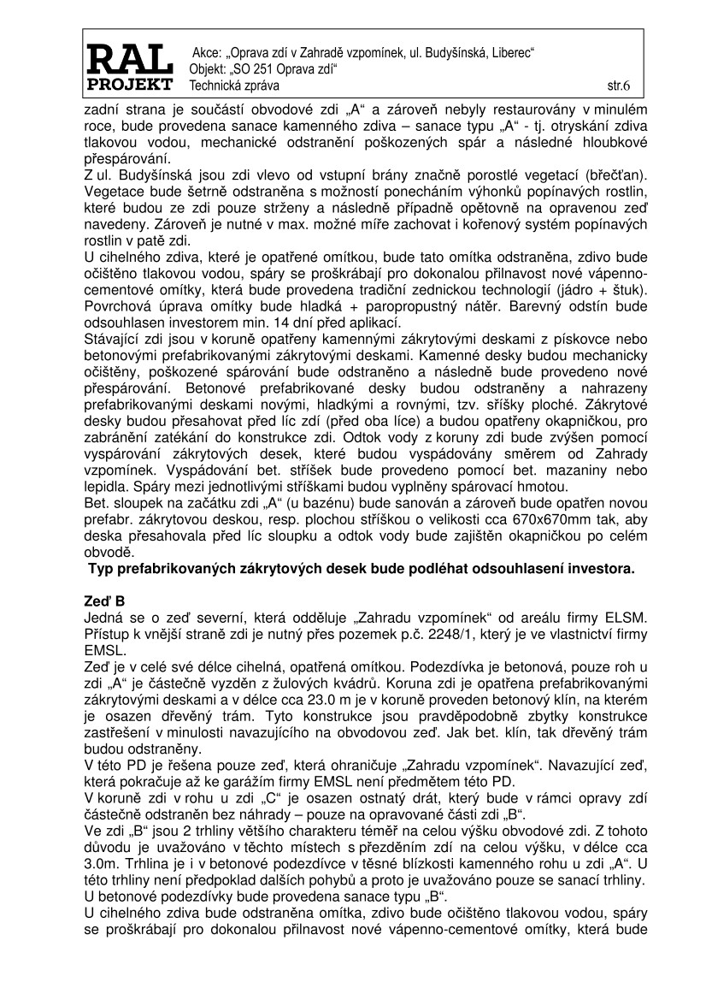 RAL
PROJEKT
Akce: „Oprava zdí v Zahradě vzpomínek, ul. Budyšínská, Liberec“
Objekt: „SO 251 Oprava zdí“
Technická zpráva str.6
zadní strana je součástí obvodové zdi „A“ a zároveň nebyly restaurovány v minulém
roce, bude provedena sanace kamenného zdiva – sanace typu „A“ - tj. otryskání zdiva
tlakovou vodou, mechanické odstranění poškozených spár a následné hloubkové
přespárování.
Z ul. Budyšínská jsou zdi vlevo od vstupní brány značně porostlé vegetací (břečťan).
Vegetace bude šetrně odstraněna s možností ponecháním výhonků popínavých rostlin,
které budou ze zdi pouze strženy a následně případně opětovně na opravenou zeď
navedeny. Zároveň je nutné v max. možné míře zachovat i kořenový systém popínavých
rostlin v patě zdi.
U cihelného zdiva, které je opatřené omítkou, bude tato omítka odstraněna, zdivo bude
očištěno tlakovou vodou, spáry se proškrábají pro dokonalou přilnavost nové vápenno-
cementové omítky, která bude provedena tradiční zednickou technologií (jádro + štuk).
Povrchová úprava omítky bude hladká + paropropustný nátěr. Barevný odstín bude
odsouhlasen investorem min. 14 dní před aplikací.
Stávající zdi jsou v koruně opatřeny kamennými zákrytovými deskami z pískovce nebo
betonovými prefabrikovanými zákrytovými deskami. Kamenné desky budou mechanicky
očištěny, poškozené spárování bude odstraněno a následně bude provedeno nové
přespárování. Betonové prefabrikované desky budou odstraněny a nahrazeny
prefabrikovanými deskami novými, hladkými a rovnými, tzv. sříšky ploché. Zákrytové
desky budou přesahovat před líc zdí (před oba líce) a budou opatřeny okapničkou, pro
zabránění zatékání do konstrukce zdi. Odtok vody z koruny zdi bude zvýšen pomocí
vyspárování zákrytových desek, které budou vyspádovány směrem od Zahrady
vzpomínek. Vyspádování bet. stříšek bude provedeno pomocí bet. mazaniny nebo
lepidla. Spáry mezi jednotlivými stříškami budou vyplněny spárovací hmotou.
Bet. sloupek na začátku zdi „A“ (u bazénu) bude sanován a zároveň bude opatřen novou
prefabr. zákrytovou deskou, resp. plochou stříškou o velikosti cca 670x670mm tak, aby
deska přesahovala před líc sloupku a odtok vody bude zajištěn okapničkou po celém
obvodě.
Typ prefabrikovaných zákrytových desek bude podléhat odsouhlasení investora.
Zeď B
Jedná se o zeď severní, která odděluje „Zahradu vzpomínek“ od areálu firmy ELSM.
Přístup k vnější straně zdi je nutný přes pozemek p.č. 2248/1, který je ve vlastnictví firmy
EMSL.
Zeď je v celé své délce cihelná, opatřená omítkou. Podezdívka je betonová, pouze roh u
zdi „A“ je částečně vyzděn z žulových kvádrů. Koruna zdi je opatřena prefabrikovanými
zákrytovými deskami a v délce cca 23.0 m je v koruně proveden betonový klín, na kterém
je osazen dřevěný trám. Tyto konstrukce jsou pravděpodobně zbytky konstrukce
zastřešení v minulosti navazujícího na obvodovou zeď. Jak bet. klín, tak dřevěný trám
budou odstraněny.
V této PD je řešena pouze zeď, která ohraničuje „Zahradu vzpomínek“. Navazující zeď,
která pokračuje až ke garážím firmy EMSL není předmětem této PD.
V koruně zdi v rohu u zdi „C“ je osazen ostnatý drát, který bude v rámci opravy zdí
částečně odstraněn bez náhrady – pouze na opravované části zdi „B“.
Ve zdi „B“ jsou 2 trhliny většího charakteru téměř na celou výšku obvodové zdi. Z tohoto
důvodu je uvažováno v těchto místech s přezděním zdí na celou výšku, v délce cca
3.0m. Trhlina je i v betonové podezdívce v těsné blízkosti kamenného rohu u zdi „A“. U
této trhliny není předpoklad dalších pohybů a proto je uvažováno pouze se sanací trhliny.
U betonové podezdívky bude provedena sanace typu „B“.
U cihelného zdiva bude odstraněna omítka, zdivo bude očištěno tlakovou vodou, spáry
se proškrábají pro dokonalou přilnavost nové vápenno-cementové omítky, která bude